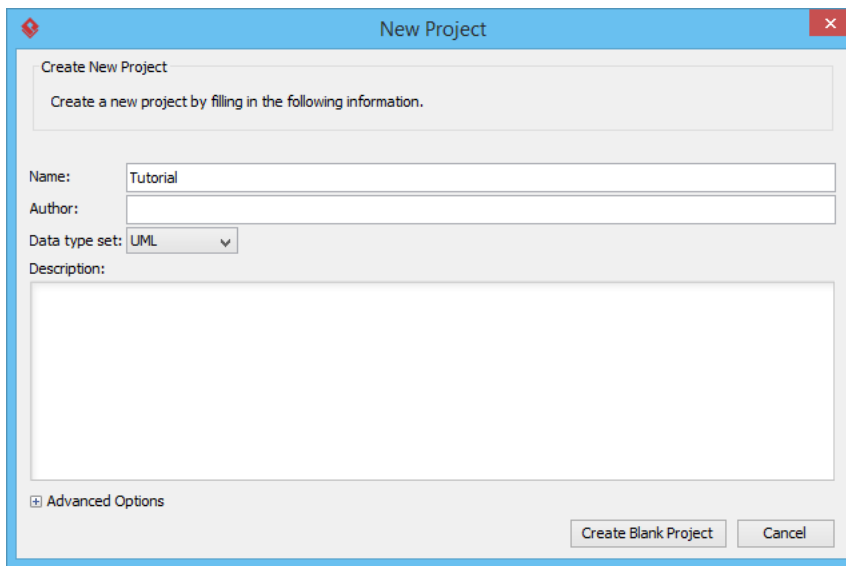 New Project
Create New Project
Create a new project by filling in the following information.
Name: Tutorial
Author:
Data type set: UML
Description:
Advanced Options
Create Blank Project Cancel